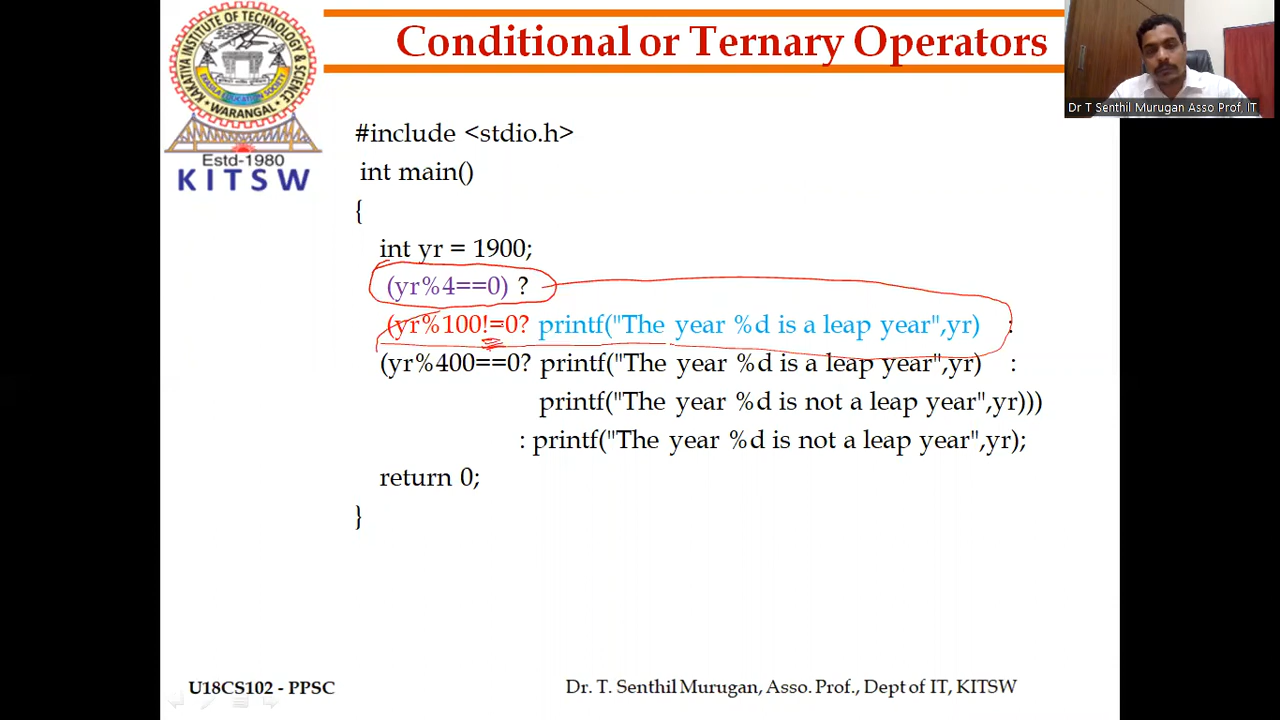 KAKATIYA INSTITUTE OF TECHNOLOGY & SCIENCE
WARANGAL
Estd-1980
KITSW
Conditional or Ternary Operators
Dr T Senthil Murugan Asso Prof, IT
#include <stdio.h>
int main()
{
int yr = 1900;
(yr%4==0) ?
(yr%100!=0? printf("The year %d is a leap year",yr) :
(yr%400==0? printf("The year %d is a leap year",yr) :
printf("The year %d is not a leap year",yr)))
: printf("The year %d is not a leap year",yr);
return 0;
}
U18CS102 - PPSC
Dr. T. Senthil Murugan, Asso. Prof., Dept of IT, KITSW